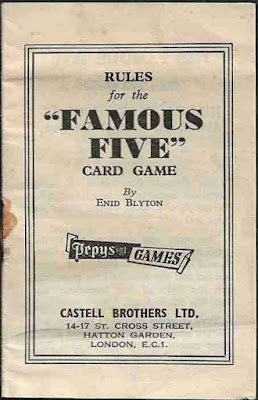 RULES
for the
"FAMOUS
FIVE"
CARD GAME
By
ENID BLYTON
Pepys GAMES
CASTELL BROTHERS LTD.
14-17 ST. CROSS STREET,
HATTON GARDEN,
LONDON, E.C.1.